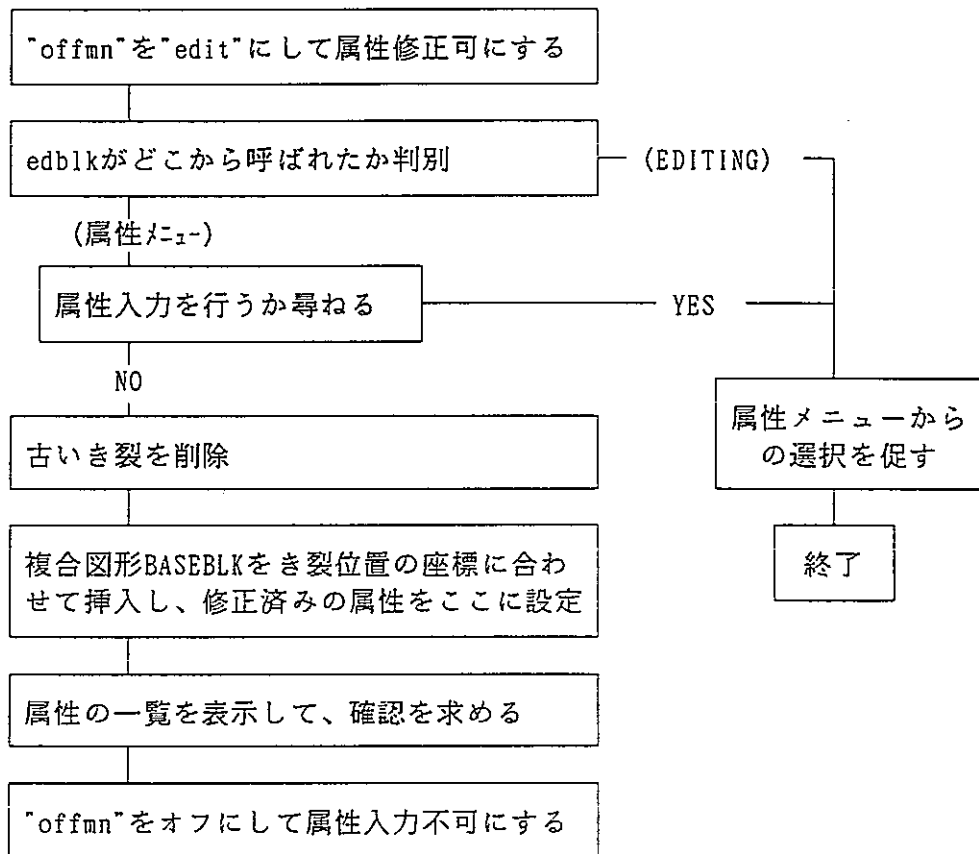 "offmn"を"edit"にして属性修正可にする
edblkがどこから呼ばれたか判別
(EDITING)
(属性ﾒﾆｭｰ)
属性入力を行うか尋ねる
YES
NO
古いき裂を削除
属性メニューから
の選択を促す
複合図形BASEBLKをき裂位置の座標に合わ
せて挿入し、修正済みの属性をここに設定
終了
属性の一覧を表示して、確認を求める
"offmn"をオフにして属性入力不可にする